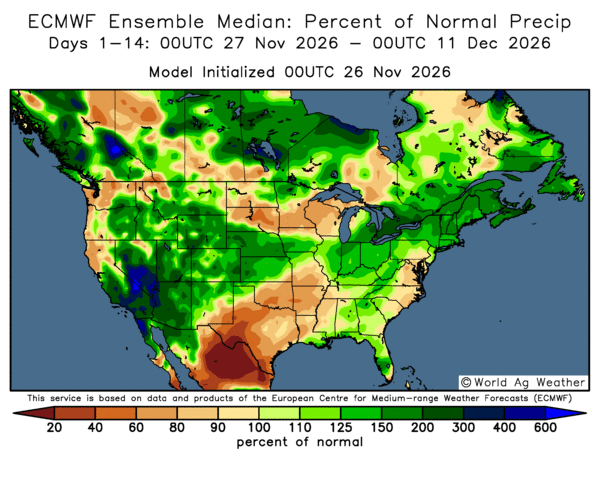 ECMWF Ensemble Median: Percent of Normal Precip
Days 1-14: 00UTC 27 Nov 2026 - 00UTC 11 Dec 2026
Model Initialized 00UTC 26 Nov 2026
©World Ag Weather
This service is based on data and products of the European Centre for Medium-range Weather Forecasts (ECMWF)
20 40 60 80 90 100 110 125 150 200 300 400 600
percent of normal